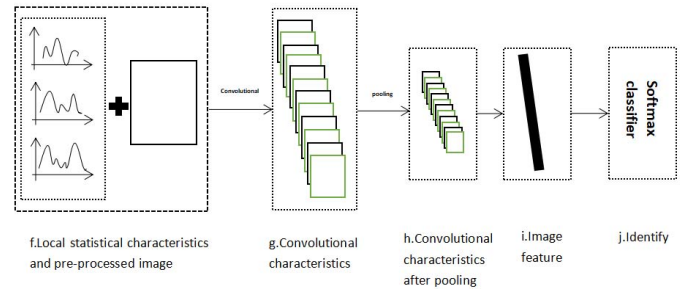 Convolutional
pooling
Softmax
classifier
f.Local statistical characteristics
and pre-processed image
g.Convolutional
characteristics
h.Convolutional
characteristics
after pooling
i.Image
feature
j.Identify